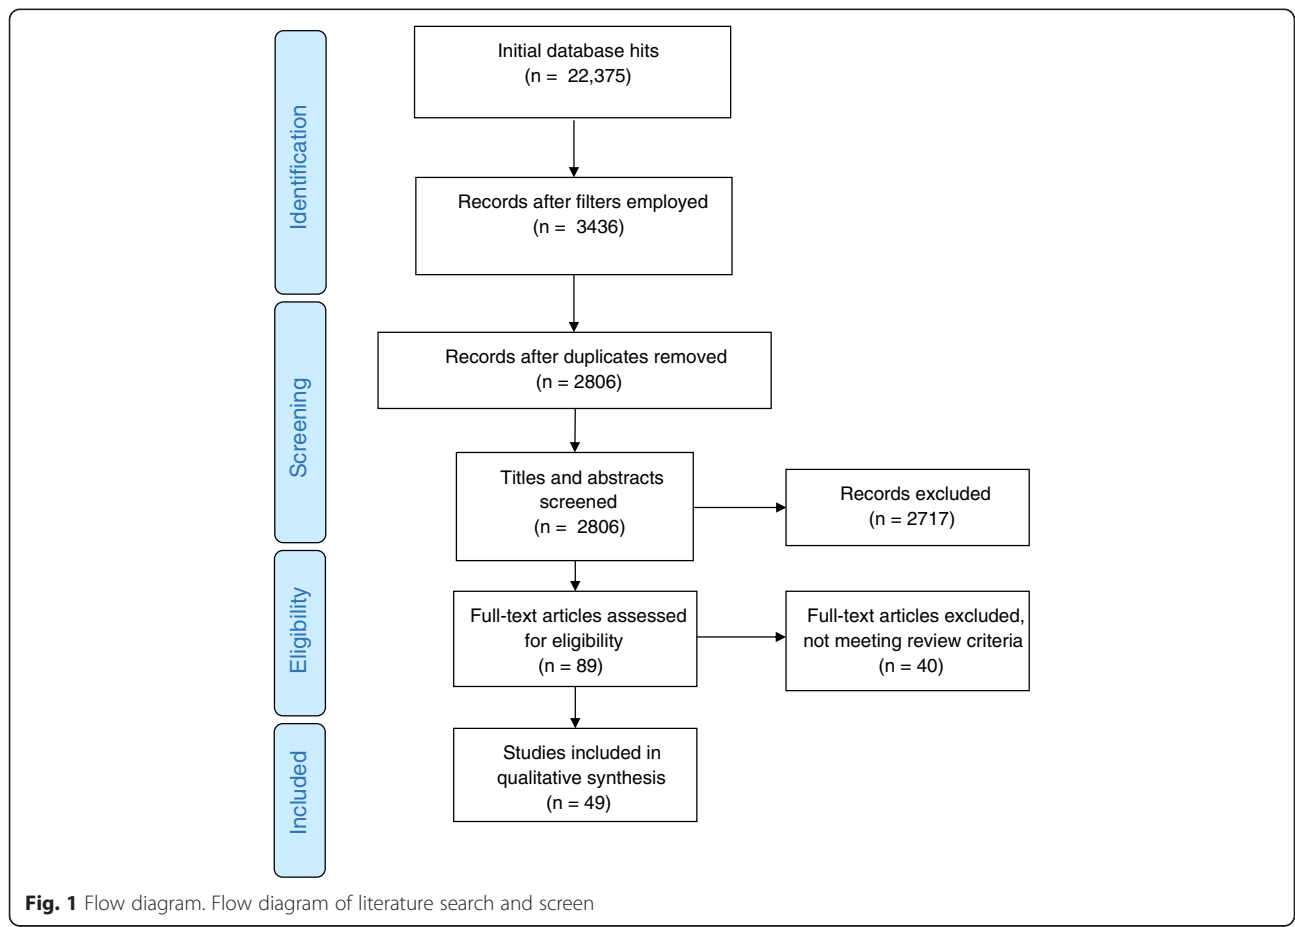 Identification
Initial database hits
(n = 22,375)
Records after filters employed
(n = 3436)
Screening
Records after duplicates removed
(n = 2806)
Titles and abstracts
screened
(n = 2806)
Records excluded
(n = 2717)
Eligibility
Full-text articles assessed
for eligibility
(n = 89)
Full-text articles excluded,
not meeting review criteria
(n = 40)
Included
Studies included in
qualitative synthesis
(n = 49)
Fig. 1 Flow diagram. Flow diagram of literature search and screen